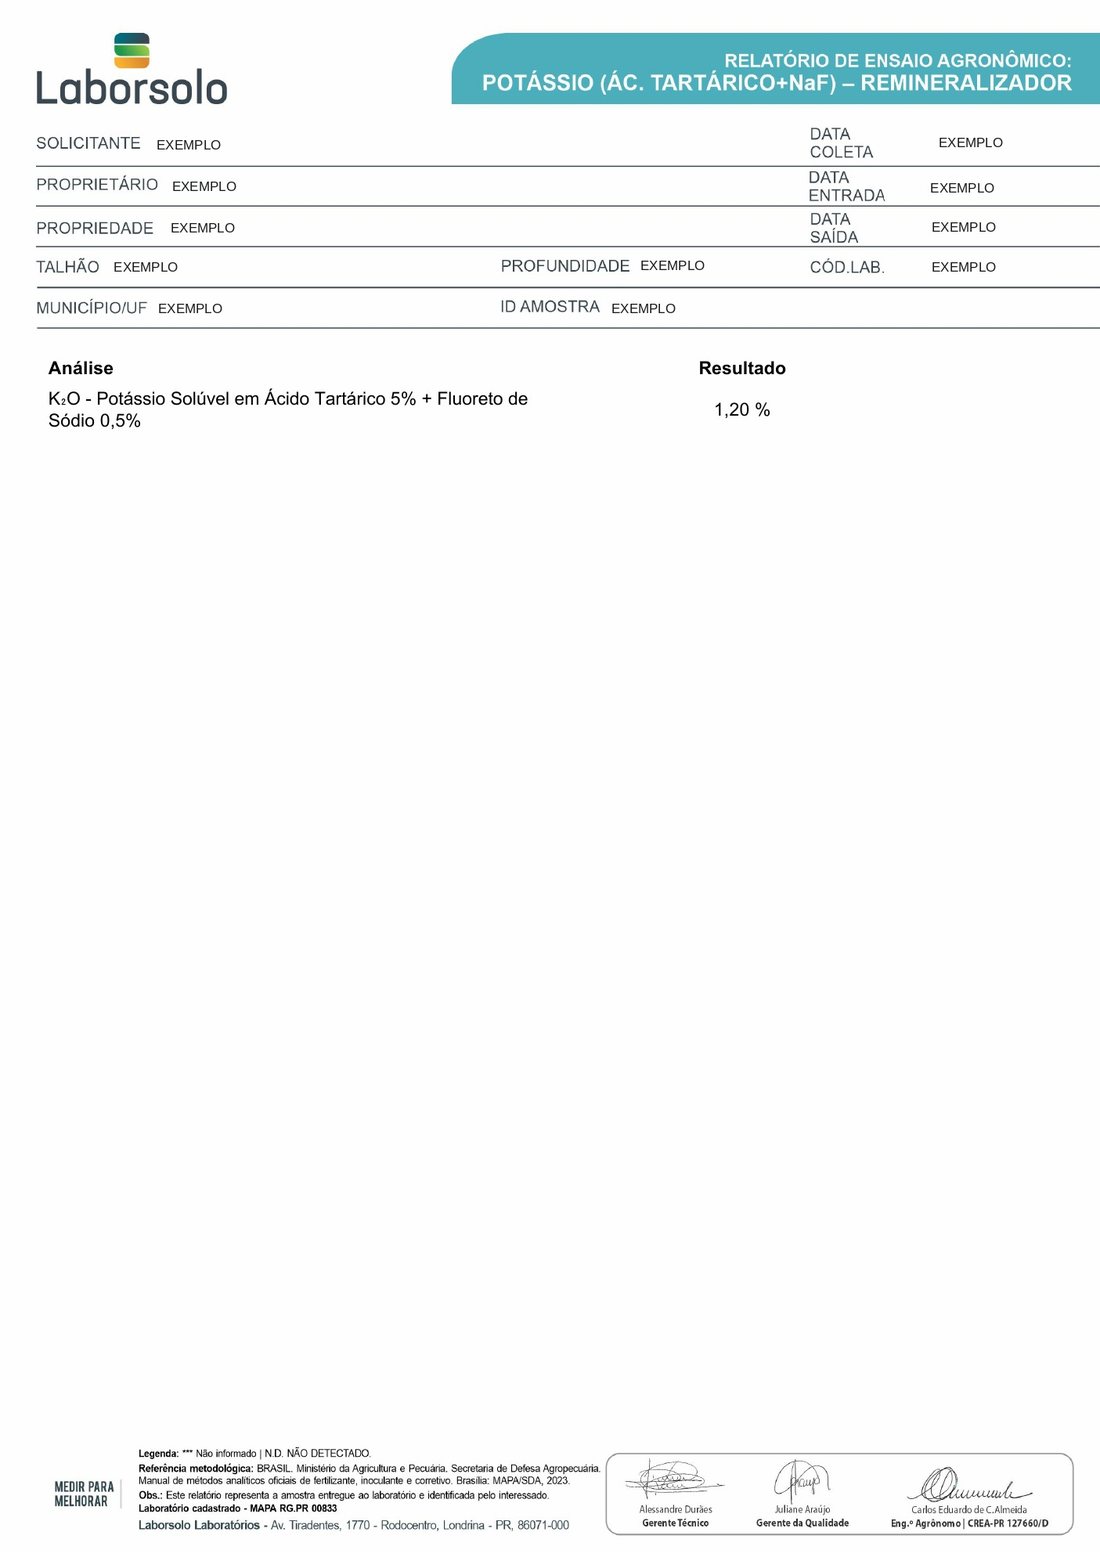 Laborsolo
RELATÓRIO DE ENSAIO AGRONÔMICO:
POTÁSSIO (ÁC. TARTÁRICO+NaF) – REMINERALIZADOR
SOLICITANTE EXEMPLO
DATA COLETA EXEMPLO
PROPRIETÁRIO EXEMPLO
DATA ENTRADA EXEMPLO
PROPRIEDADE EXEMPLO
DATA SAÍDA EXEMPLO
TALHÃO EXEMPLO PROFUNDIDADE EXEMPLO CÓD.LAB. EXEMPLO
MUNICÍPIO/UF EXEMPLO ID AMOSTRA EXEMPLO
Análise Resultado
K₂O - Potássio Solúvel em Ácido Tartárico 5% + Fluoreto de
Sódio 0,5%
1,20 %
MEDIR PARA
MELHORAR
Legenda: *** Não informado | N.D. NÃO DETECTADO.
Referência metodológica: BRASIL. Ministério da Agricultura e Pecuária. Secretaria de Defesa Agropecuária.
Manual de métodos analíticos oficiais de fertilizante, inoculante e corretivo. Brasília: MAPA/SDA, 2023.
Obs.: Este relatório representa a amostra entregue ao laboratório e identificada pelo interessado.
Laboratório cadastrado - MAPA RG.PR 00833
Laborsolo Laboratórios - Av. Tiradentes, 1770 - Rodocentro, Londrina - PR, 86071-000
Alessandre Durães
Gerente Técnico
Juliane Araújo
Gerente da Qualidade
Carlos Eduardo de C.Almeida
Eng.º Agrônomo | CREA-PR 127660/D